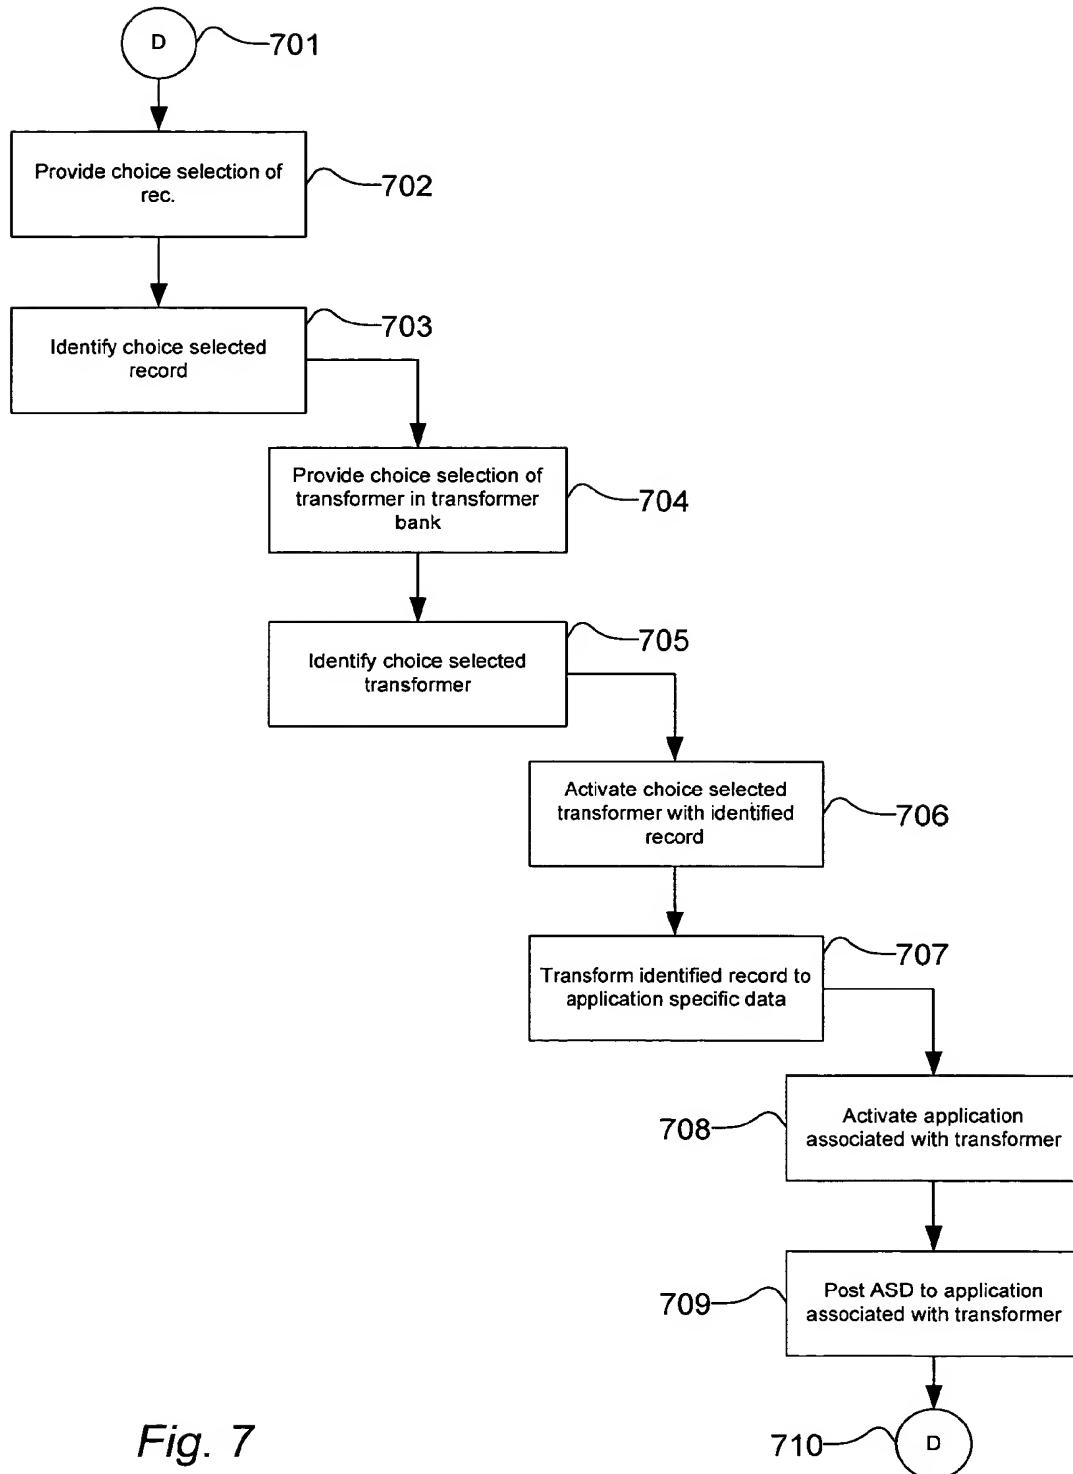 D
701
Provide choice selection of
rec.
702
Identify choice selected
record
703
Provide choice selection of
transformer in transformer
bank
704
Identify choice selected
transformer
705
Activate choice selected
transformer with identified
record
706
Transform identified record to
application specific data
707
708
Activate application
associated with transformer
709
Post ASD to application
associated with transformer
710
D
Fig. 7